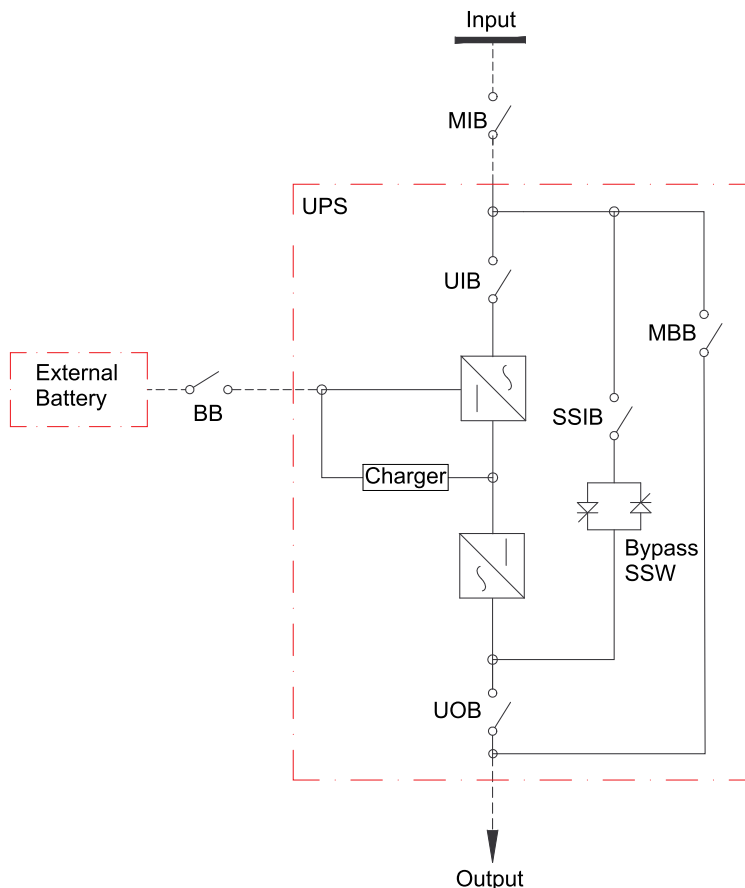 Input
MIB
UPS
UIB
MBB
External
Battery
BB
SSIB
Charger
Bypass
SSW
UOB
Output